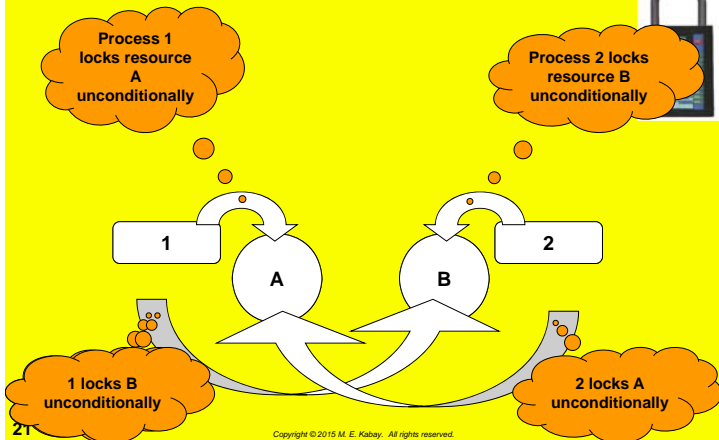 Process 1
locks resource
A
unconditionally
Process 2 locks
resource B
unconditionally
1
2
A
B
1 locks B
unconditionally
2 locks A
unconditionally
21
Copyright © 2015 M. E. Kabay. All rights reserved.